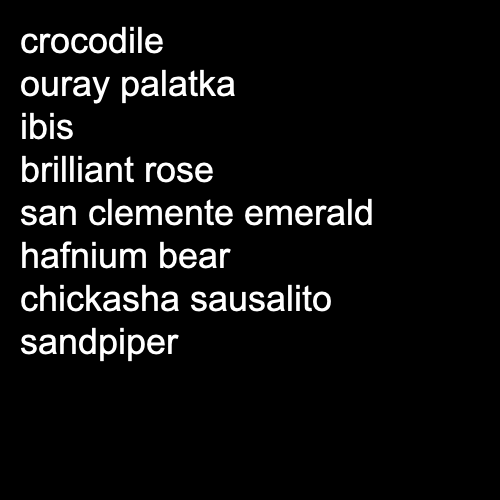 crocodile
ouray palatka
ibis
brilliant rose
san clemente emerald
hafnium bear
chickasha sausalito
sandpiper